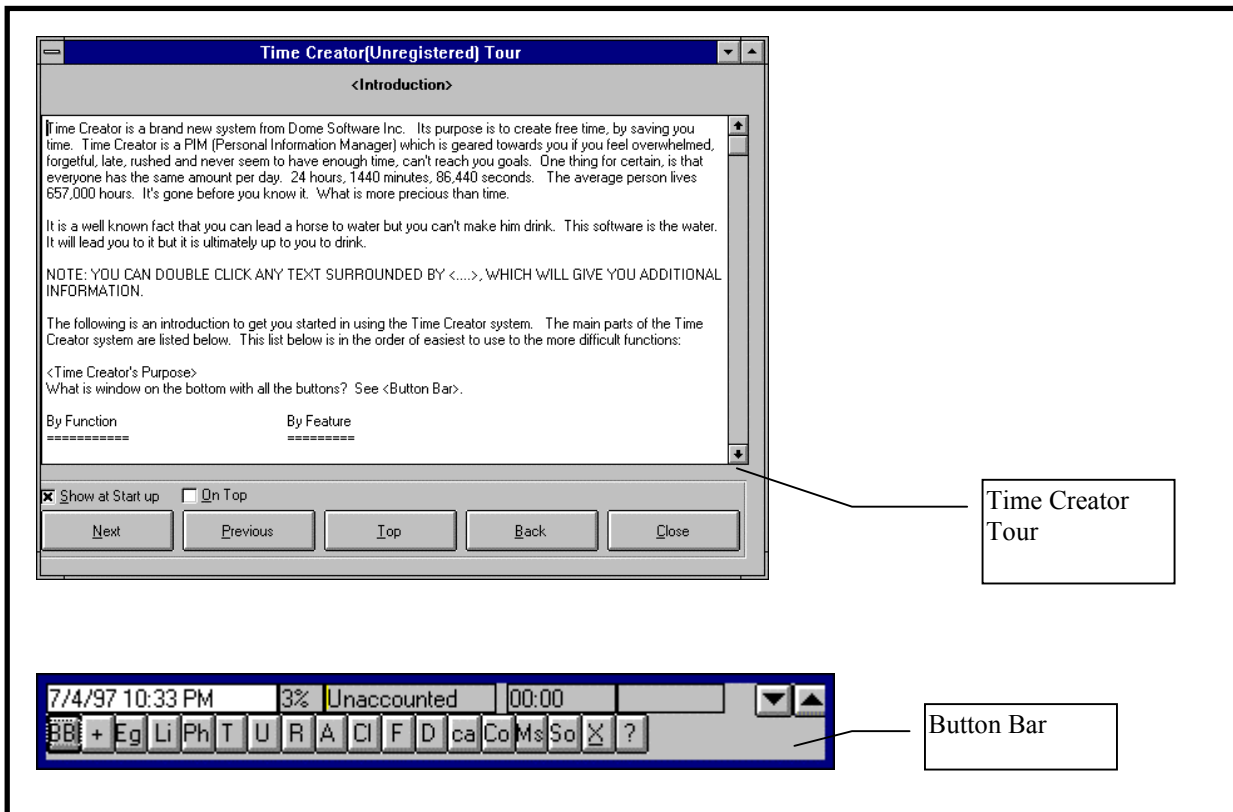 Time Creator(Unregistered) Tour
<Introduction>
Time Creator is a brand new system from Dome Software Inc.   Its purpose is to create free time, by saving you
time.  Time Creator is a PIM (Personal Information Manager) which is geared towards you if you feel overwhelmed,
forgetful, late, rushed and never seem to have enough time, can't reach you goals.   One thing for certain, is that
everyone has the same amount per day.  24 hours, 1440 minutes, 86,440 seconds.   The average person lives
657,000 hours.  It's gone before you know it.  What is more precious than time.
It is a well known fact that you can lead a horse to water but you can't make him drink.  This software is the water.
It will lead you to it but it is ultimately up to you to drink.
NOTE: YOU CAN DOUBLE CLICK ANY TEXT SURROUNDED BY <....>, WHICH WILL GIVE YOU ADDITIONAL
INFORMATION.
The following is an introduction to get you started in using the Time Creator system.   The main parts of the Time
Creator system are listed below.  This list below is in the order of easiest to use to the more difficult functions:
<Time Creator's Purpose>
What is window on the bottom with all the buttons?  See <Button Bar>.
By Function By Feature
=========== =========
Show at Start up On Top
Next Previous Top Back Close
Time Creator
Tour
7/4/97 10:33 PM 3% Unaccounted 00:00
BB + Eg Li Ph T U R A Cl F D ca Co Ms So X ?
Button Bar